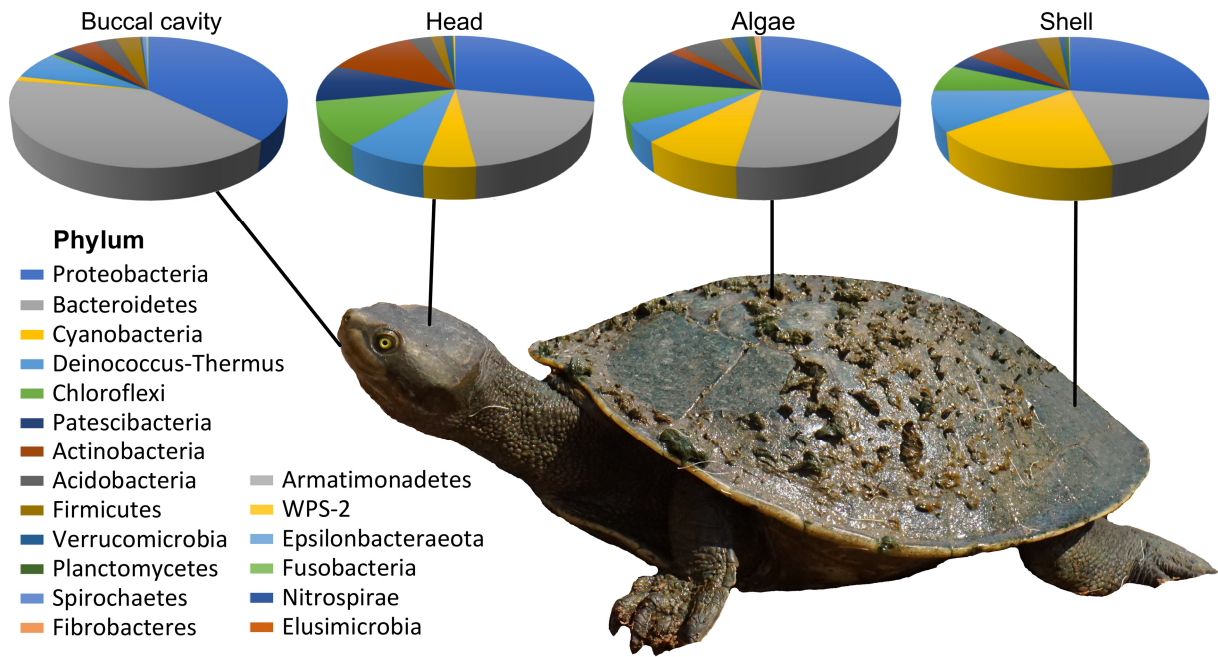 Buccal cavity
Head
Algae
Shell
Phylum
Proteobacteria
Bacteroidetes
Cyanobacteria
Deinococcus-Thermus
Chloroflexi
Patescibacteria
Actinobacteria
Acidobacteria
Firmicutes
Verrucomicrobia
Planctomycetes
Spirochaetes
Fibrobacteres
Armatimonadetes
WPS-2
Epsilonbacteraeota
Fusobacteria
Nitrospirae
Elusimicrobia